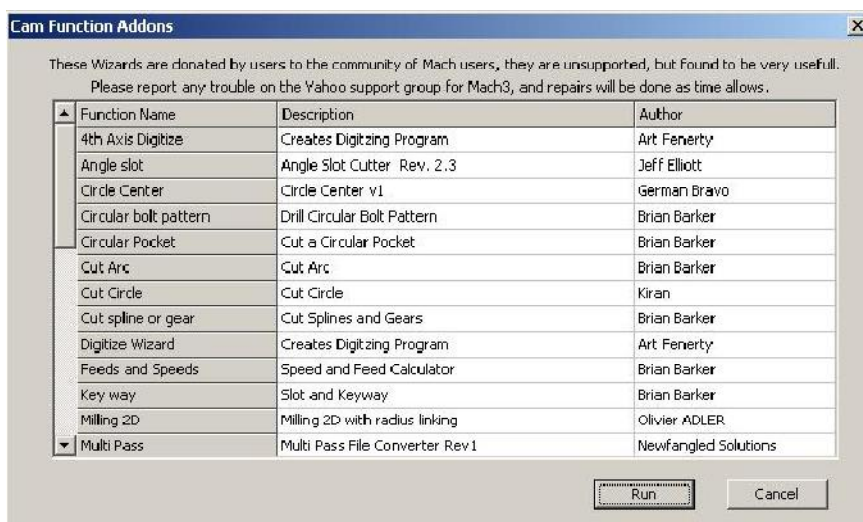 Cam Function Addons
These Wizards are donated by users to the community of Mach users, they are unsupported, but found to be very usefull.
Please report any trouble on the Yahoo support group for Mach3, and repairs will be done as time allows.
Function Name Description Author
4th Axis Digitize Creates Digitzing Program Art Fenerty
Angle slot Angle Slot Cutter Rev. 2.3 Jeff Elliott
Circle Center Circle Center v1 German Bravo
Circular bolt pattern Drill Circular Bolt Pattern Brian Barker
Circular Pocket Cut a Circular Pocket Brian Barker
Cut Arc Cut Arc Brian Barker
Cut Circle Cut Circle Kiran
Cut spline or gear Cut Splines and Gears Brian Barker
Digitize Wizard Creates Digitzing Program Art Fenerty
Feeds and Speeds Speed and Feed Calculator Brian Barker
Key way Slot and Keyway Brian Barker
Milling 2D Milling 2D with radius linking Olivier ADLER
Multi Pass Multi Pass File Converter Rev1 Newfangled Solutions
Run Cancel